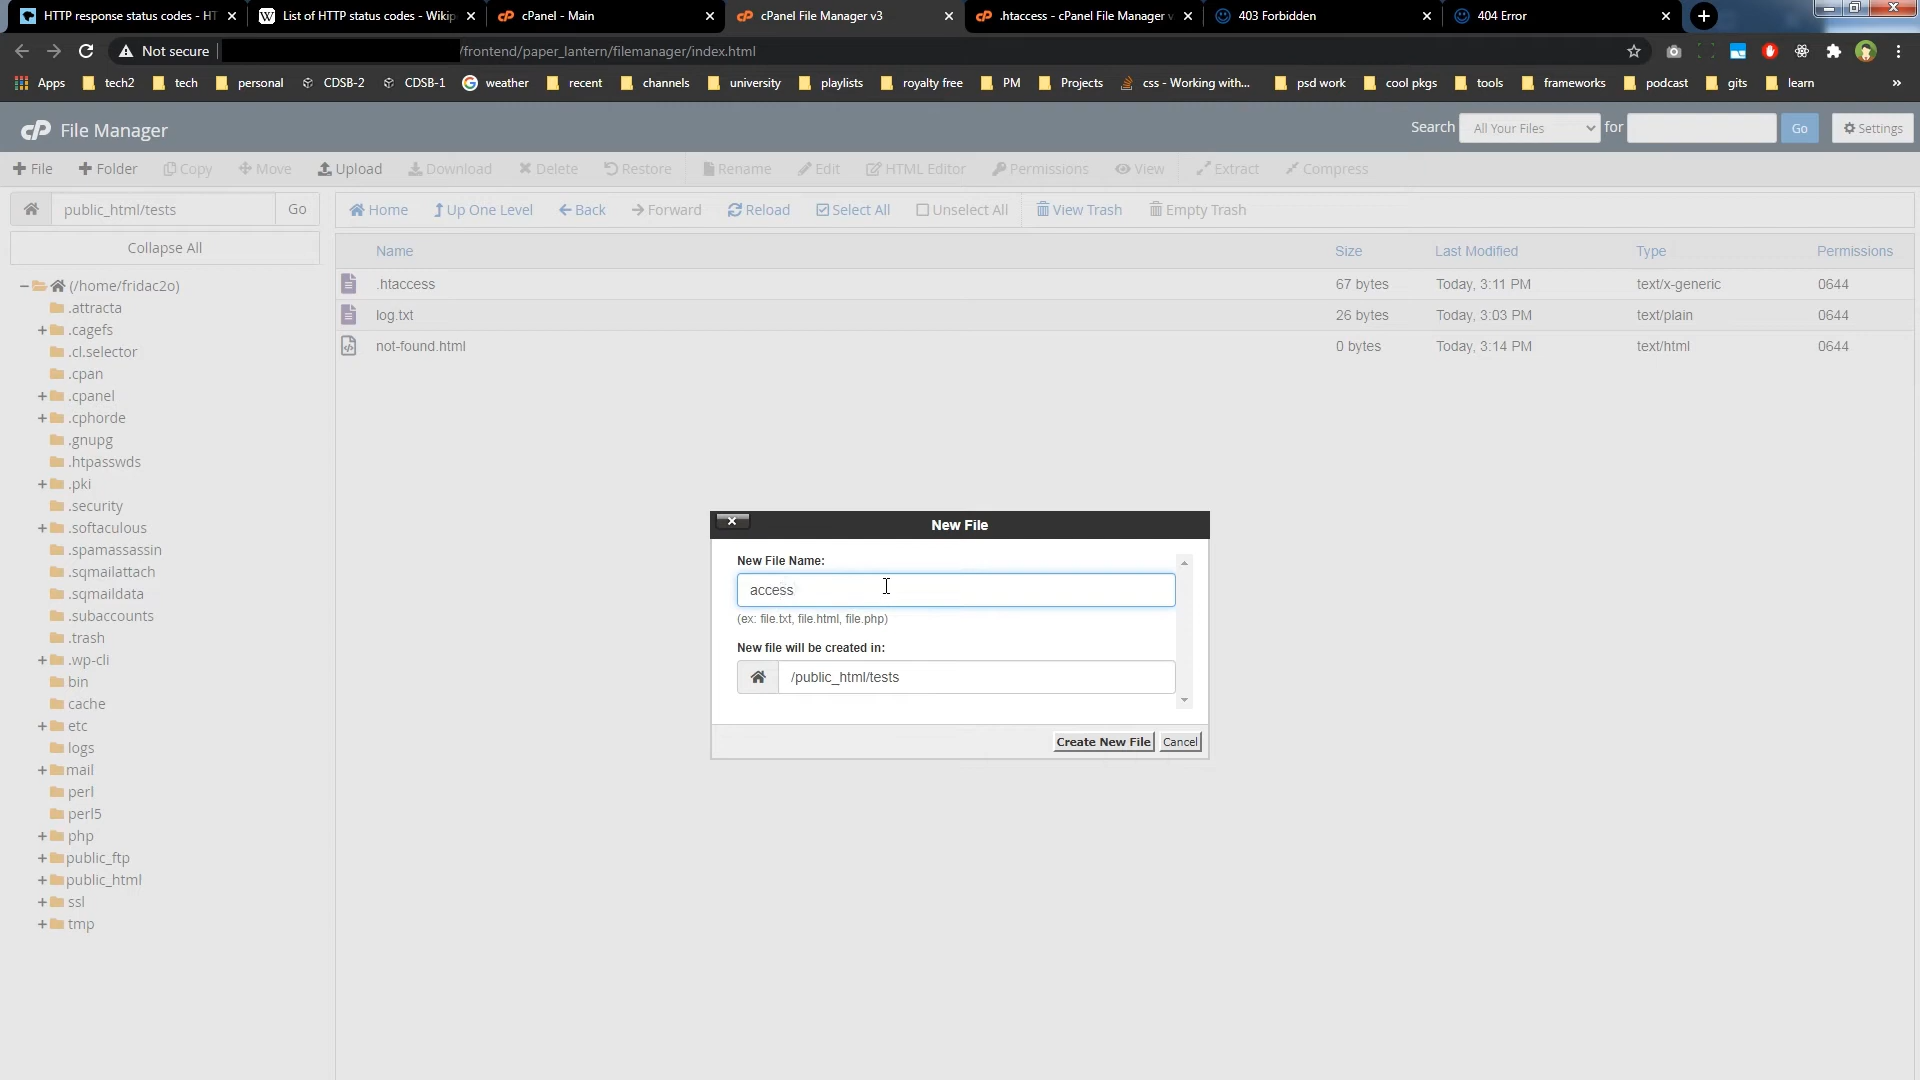 HTTP response status codes - HT
List of HTTP status codes - Wikip
cPanel - Main
cPanel File Manager v3
.htaccess - cPanel File Manager v
403 Forbidden
404 Error
Not secure
/frontend/paper_lantern/filemanager/index.html
Apps tech2 tech personal CDSB-2 CDSB-1 weather recent channels university playlists royalty free PM Projects css - Working with... psd work cool pkgs tools frameworks podcast gits learn »
cP File Manager
Search All Your Files for Go Settings
File Folder Copy Move Upload Download Delete Restore Rename Edit HTML Editor Permissions View Extract Compress
public_html/tests Go
Home Up One Level Back Forward Reload Select All Unselect All View Trash Empty Trash
Collapse All
Name Size Last Modified Type Permissions
.htaccess 67 bytes Today, 3:11 PM text/x-generic 0644
log.txt 26 bytes Today, 3:03 PM text/plain 0644
not-found.html 0 bytes Today, 3:14 PM text/html 0644
(/home/fridac2o)
.attracta
.cagefs
.cl.selector
.cpan
.cpanel
.cphorde
.gnupg
.htpasswds
.pki
.security
.softaculous
.spamassassin
.sqmailattach
.sqmaildata
.subaccounts
.trash
.wp-cli
bin
cache
etc
logs
mail
perl
perl5
php
public_ftp
public_html
ssl
tmp
New File
New File Name:
access
(ex: file.txt, file.html, file.php)
New file will be created in:
/public_html/tests
Create New File Cancel